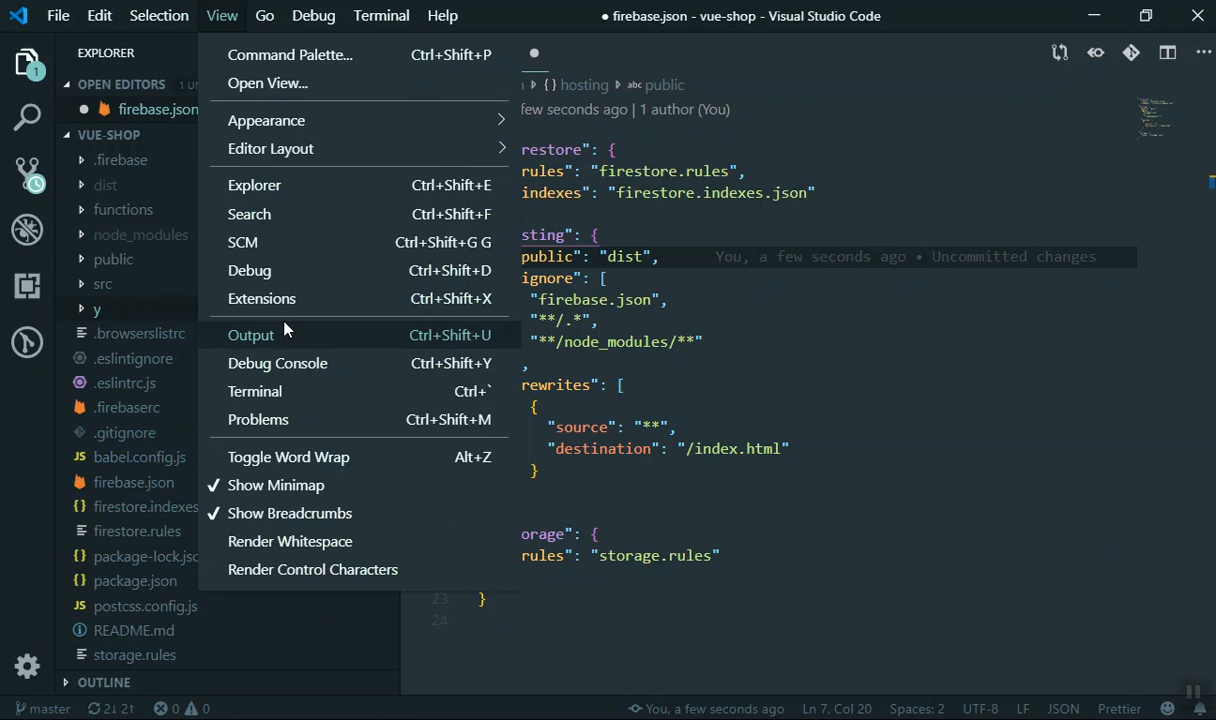 File Edit Selection View Go Debug Terminal Help ● firebase.json - vue-shop - Visual Studio Code
EXPLORER
OPEN EDITORS
firebase.json
VUE-SHOP
.firebase
dist
functions
node_modules
public
src
y
.browserslistrc
.eslintignore
.eslintrc.js
.firebaserc
.gitignore
JS babel.config.js
firebase.json
{} firestore.indexes
firestore.rules
{} package-lock.jsc
{} package.json
JS postcss.config.js
README.md
storage.rules
OUTLINE
1
Command Palette... Ctrl+Shift+P
Open View...
Appearance
Editor Layout
Explorer Ctrl+Shift+E
Search Ctrl+Shift+F
SCM Ctrl+Shift+G G
Debug Ctrl+Shift+D
Extensions Ctrl+Shift+X
Output Ctrl+Shift+U
Debug Console Ctrl+Shift+Y
Terminal Ctrl+`
Problems Ctrl+Shift+M
Toggle Word Wrap Alt+Z
✓ Show Minimap
✓ Show Breadcrumbs
Render Whitespace
Render Control Characters
{} hosting abc public
few seconds ago | 1 author (You)
restore": {
rules": "firestore.rules",
indexes": "firestore.indexes.json"
sting": {
public": "dist", You, a few seconds ago • Uncommitted changes
ignore": [
"firebase.json",
"**/.*",
"**/node_modules/**"
,
rewrites": [
{
"source": "**",
"destination": "/index.html"
}
orage": {
rules": "storage.rules"
23 }
24
master 2↓ 2↑ 0 0 You, a few seconds ago Ln 7, Col 20 Spaces: 2 UTF-8 LF JSON Prettier